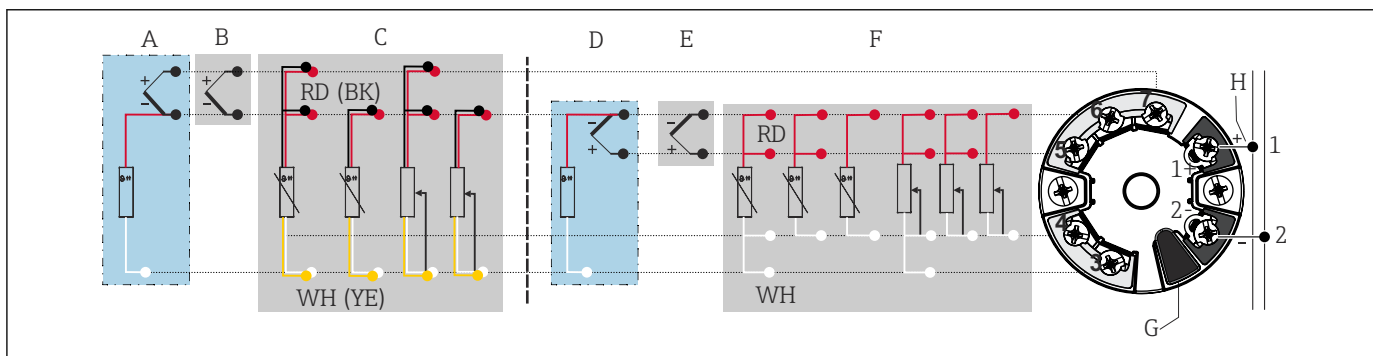 A B C D E F
+ -
+ -
RD (BK)
WH (YE)
- +
- +
RD
WH
7
6
5
4
3
1+
2-
H
+ 1
- 2
G